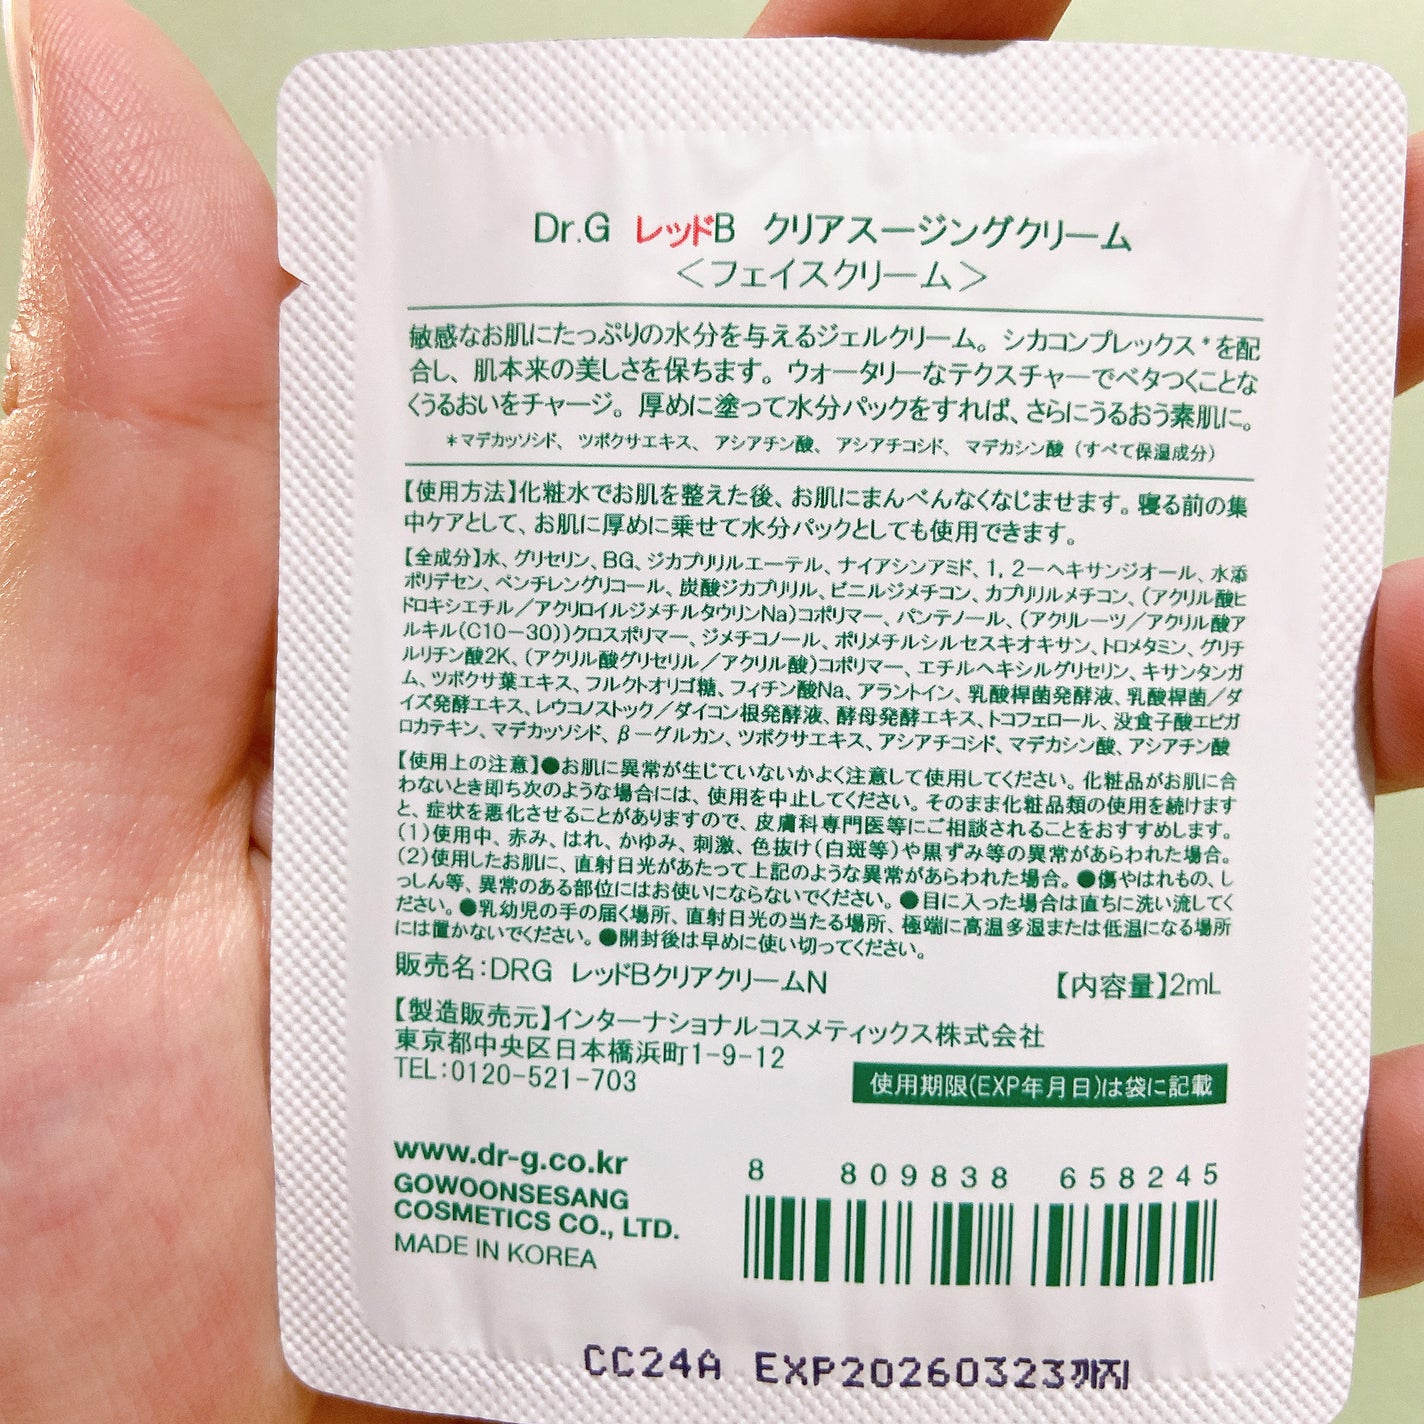 Dr.G レッドB クリアスージングクリーム
＜フェイスクリーム＞
敏感なお肌にたっぷりの水分を与えるジェルクリーム。シカコンプレックス*を配
合し、肌本来の美しさを保ちます。ウォータリーなテクスチャーでベタつくことな
くうるおいをチャージ。厚めに塗って水分パックをすれば、さらにうるおう素肌に。
*マデカッソシド、ツボクサエキス、アシアチン酸、アシアチコシド、マデカシン酸（すべて保湿成分）
【使用方法】化粧水でお肌を整えた後、お肌にまんべんなくなじませます。寝る前の集
中ケアとして、お肌に厚めに乗せて水分パックとしても使用できます。
【全成分】水、グリセリン、BG、ジカプリリルエーテル、ナイアシンアミド、1，2－ヘキサンジオール、水添
ポリデセン、ペンチレングリコール、炭酸ジカプリリル、ビニルジメチコン、カプリリルメチコン、（アクリル酸ヒ
ドロキシエチル／アクリロイルジメチルタウリンNa）コポリマー、パンテノール、（アクリレーツ／アクリル酸ア
ルキル(C10－30)）クロスポリマー、ジメチコノール、ポリメチルシルセスキオキサン、トロメタミン、グリチ
ルリチン酸2K、（アクリル酸グリセリル／アクリル酸）コポリマー、エチルヘキシルグリセリン、キサンタンガ
ム、ツボクサ葉エキス、フルクトオリゴ糖、フィチン酸Na、アラントイン、乳酸桿菌発酵液、乳酸桿菌／ダ
イズ発酵エキス、レウコノストック／ダイコン根発酵液、酵母発酵エキス、トコフェロール、没食子酸エピガ
ロカテキン、マデカッソシド、β－グルカン、ツボクサエキス、アシアチコシド、マデカシン酸、アシアチン酸
【使用上の注意】●お肌に異常が生じていないかよく注意して使用してください。化粧品がお肌に合
わないとき即ち次のような場合には、使用を中止してください。そのまま化粧品類の使用を続けます
と、症状を悪化させることがありますので、皮膚科専門医等にご相談されることをおすすめします。
(1)使用中、赤み、はれ、かゆみ、刺激、色抜け（白斑等）や黒ずみ等の異常があらわれた場合。
(2)使用したお肌に、直射日光があたって上記のような異常があらわれた場合。●傷やはれもの、し
っしん等、異常のある部位にはお使いにならないでください。●目に入った場合は直ちに洗い流してく
ださい。●乳幼児の手の届く場所、直射日光の当たる場所、極端に高温多湿または低温になる場所
には置かないでください。●開封後は早めに使い切ってください。
販売名：DRG レッドBクリアクリームN 【内容量】2mL
【製造販売元】インターナショナルコスメティックス株式会社
東京都中央区日本橋浜町1-9-12
TEL：0120-521-703
使用期限(EXP年月日)は袋に記載
www.dr-g.co.kr
GOWOONSESANG
COSMETICS CO., LTD.
MADE IN KOREA
8 809838 658245
CC24A EXP20260323까지